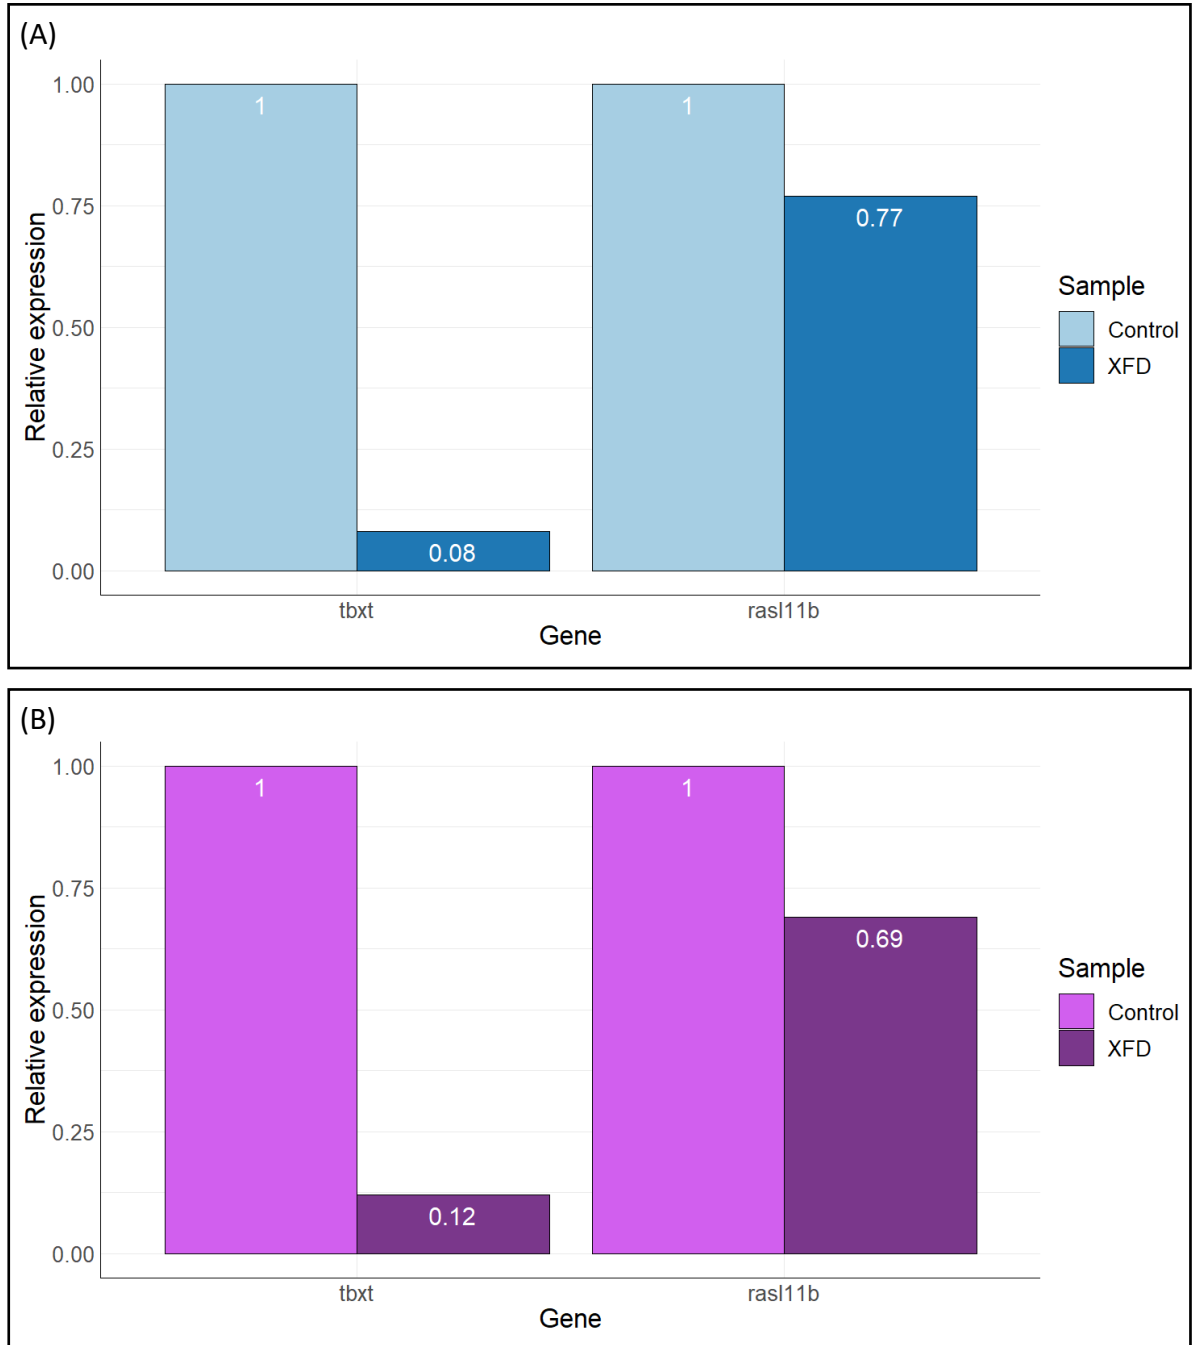 (A)
1.00
0.75
0.50
0.25
0.00
Relative expression
1
0.08
1
0.77
tbxt
rasl11b
Gene
Sample
Control
XFD
(B)
1.00
0.75
0.50
0.25
0.00
Relative expression
1
0.12
1
0.69
tbxt
rasl11b
Gene
Sample
Control
XFD